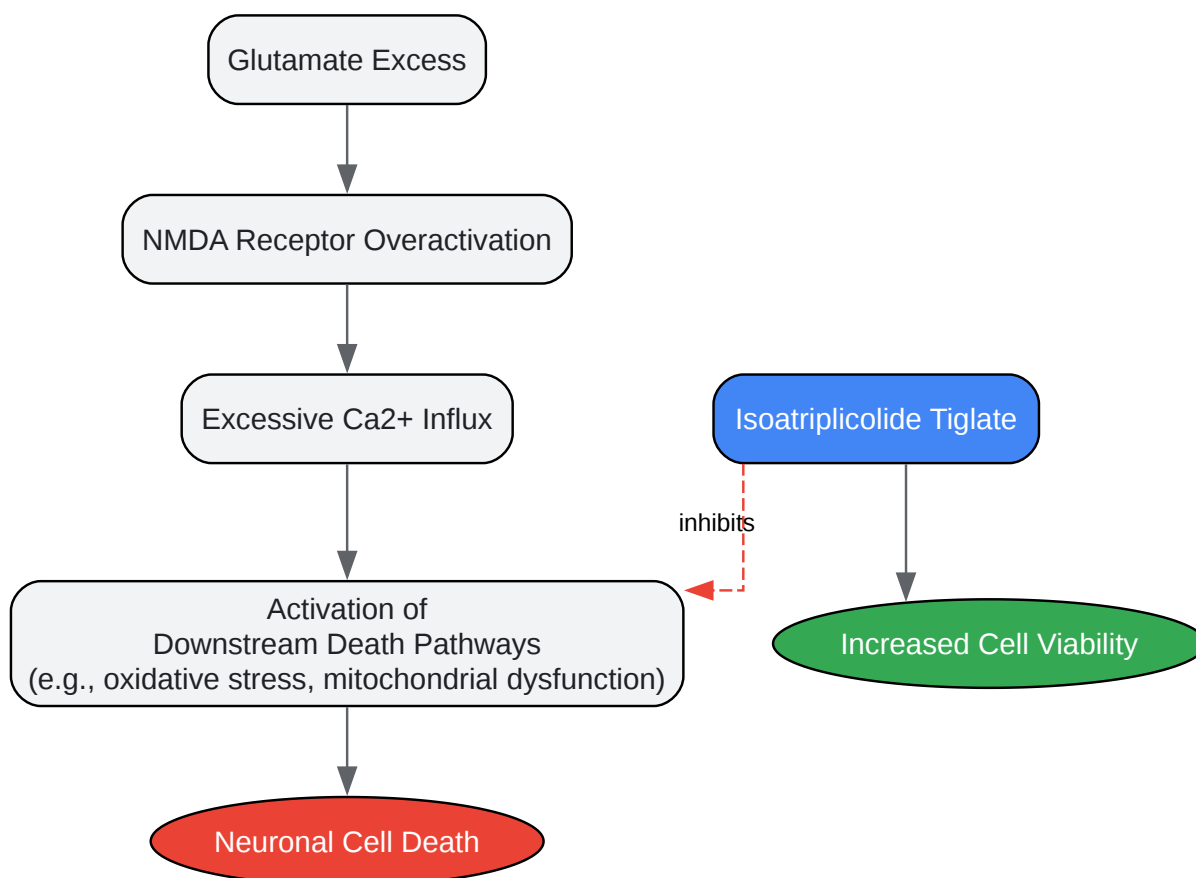 Glutamate Excess
NMDA Receptor Overactivation
Excessive Ca2+ Influx
Isoatriplicolide Tiglate
inhibits
Activation of
Downstream Death Pathways
(e.g., oxidative stress, mitochondrial dysfunction)
Increased Cell Viability
Neuronal Cell Death